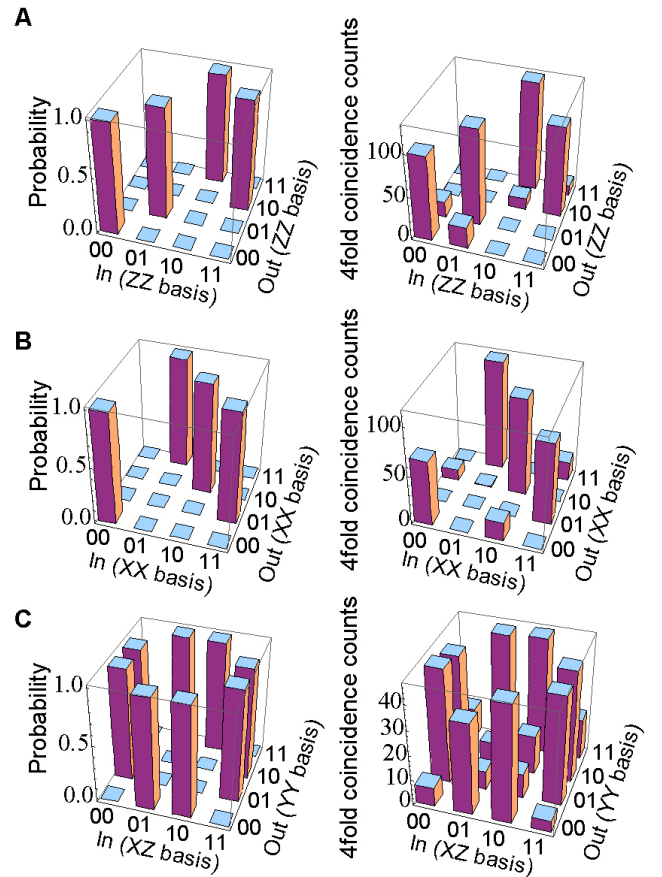 A
Probability
1.0
0.5
0.0
00 01 10 11
In (ZZ basis)
00 01 10 11
Out (ZZ basis)
4fold coincidence counts
100
50
0
00 01 10 11
In (ZZ basis)
00 01 10 11
Out (ZZ basis)
B
Probability
1.0
0.5
0.0
00 01 10 11
In (XX basis)
00 01 10 11
Out (XX basis)
4fold coincidence counts
100
50
0
00 01 10 11
In (XX basis)
00 01 10 11
Out (XX basis)
C
Probability
1.0
0.5
0.0
00 01 10 11
In (XZ basis)
00 01 10 11
Out (YY basis)
4fold coincidence counts
40
30
20
10
0
00 01 10 11
In (XZ basis)
00 01 10 11
Out (YY basis)